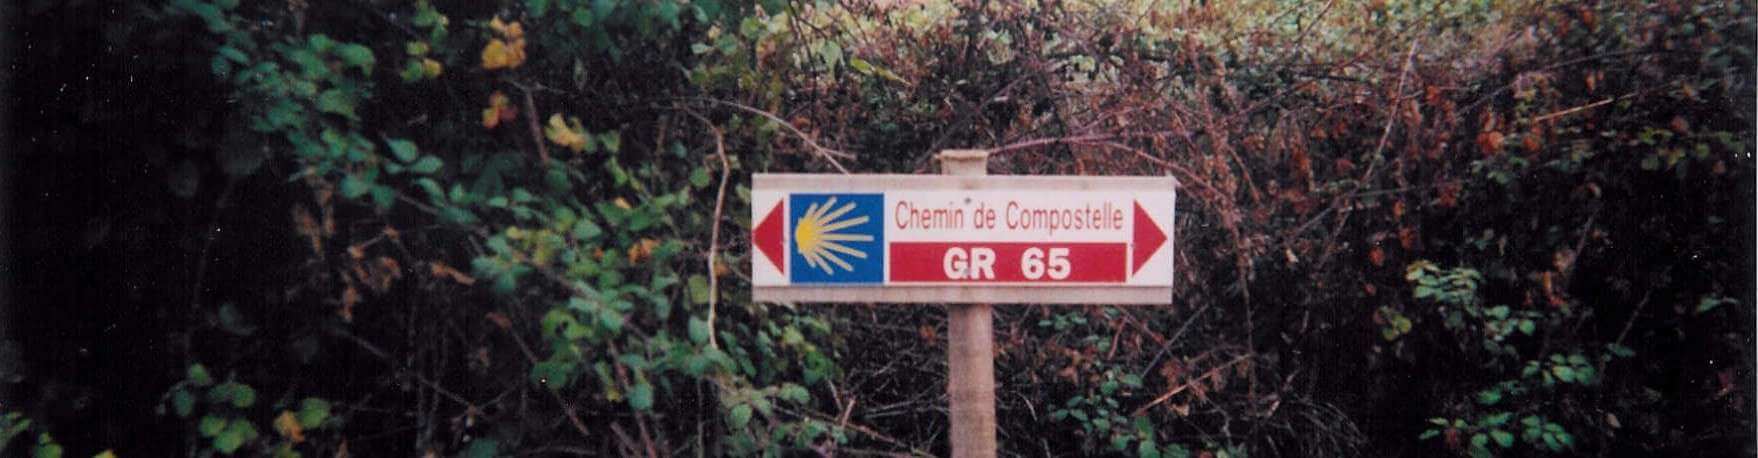 Chemin de Compostelle
GR 65